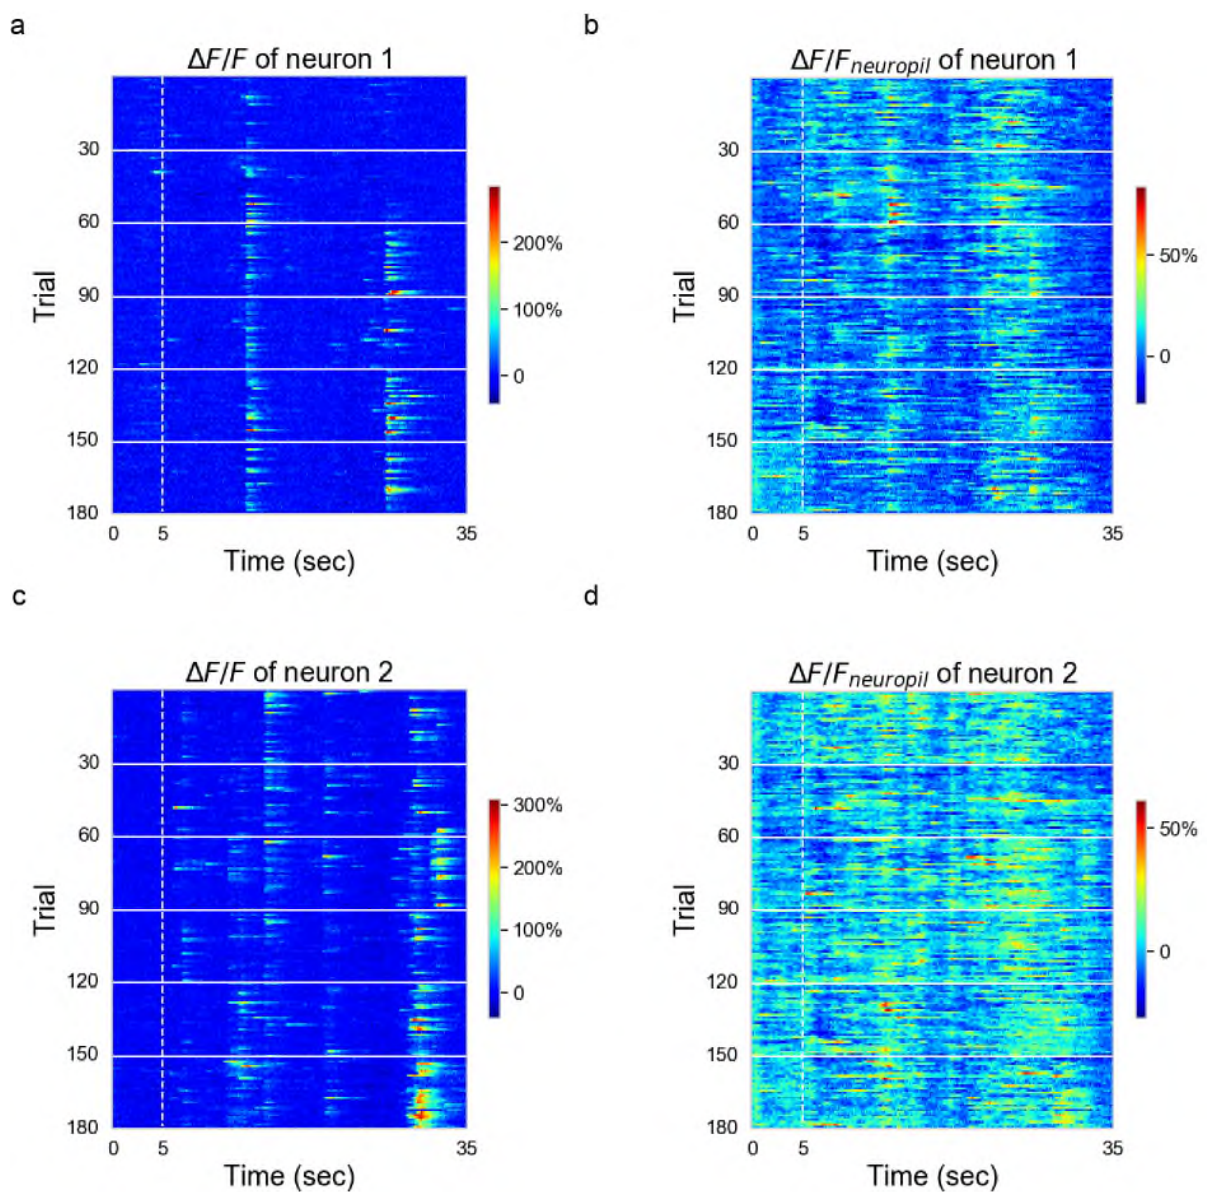 a
ΔF/F of neuron 1
30
60
90
120
150
180
Trial
0 5 35
Time (sec)
200%
100%
0
b
ΔF/F_neuropil of neuron 1
30
60
90
120
150
180
Trial
0 5 35
Time (sec)
50%
0
c
ΔF/F of neuron 2
30
60
90
120
150
180
Trial
0 5 35
Time (sec)
300%
200%
100%
0
d
ΔF/F_neuropil of neuron 2
30
60
90
120
150
180
Trial
0 5 35
Time (sec)
50%
0